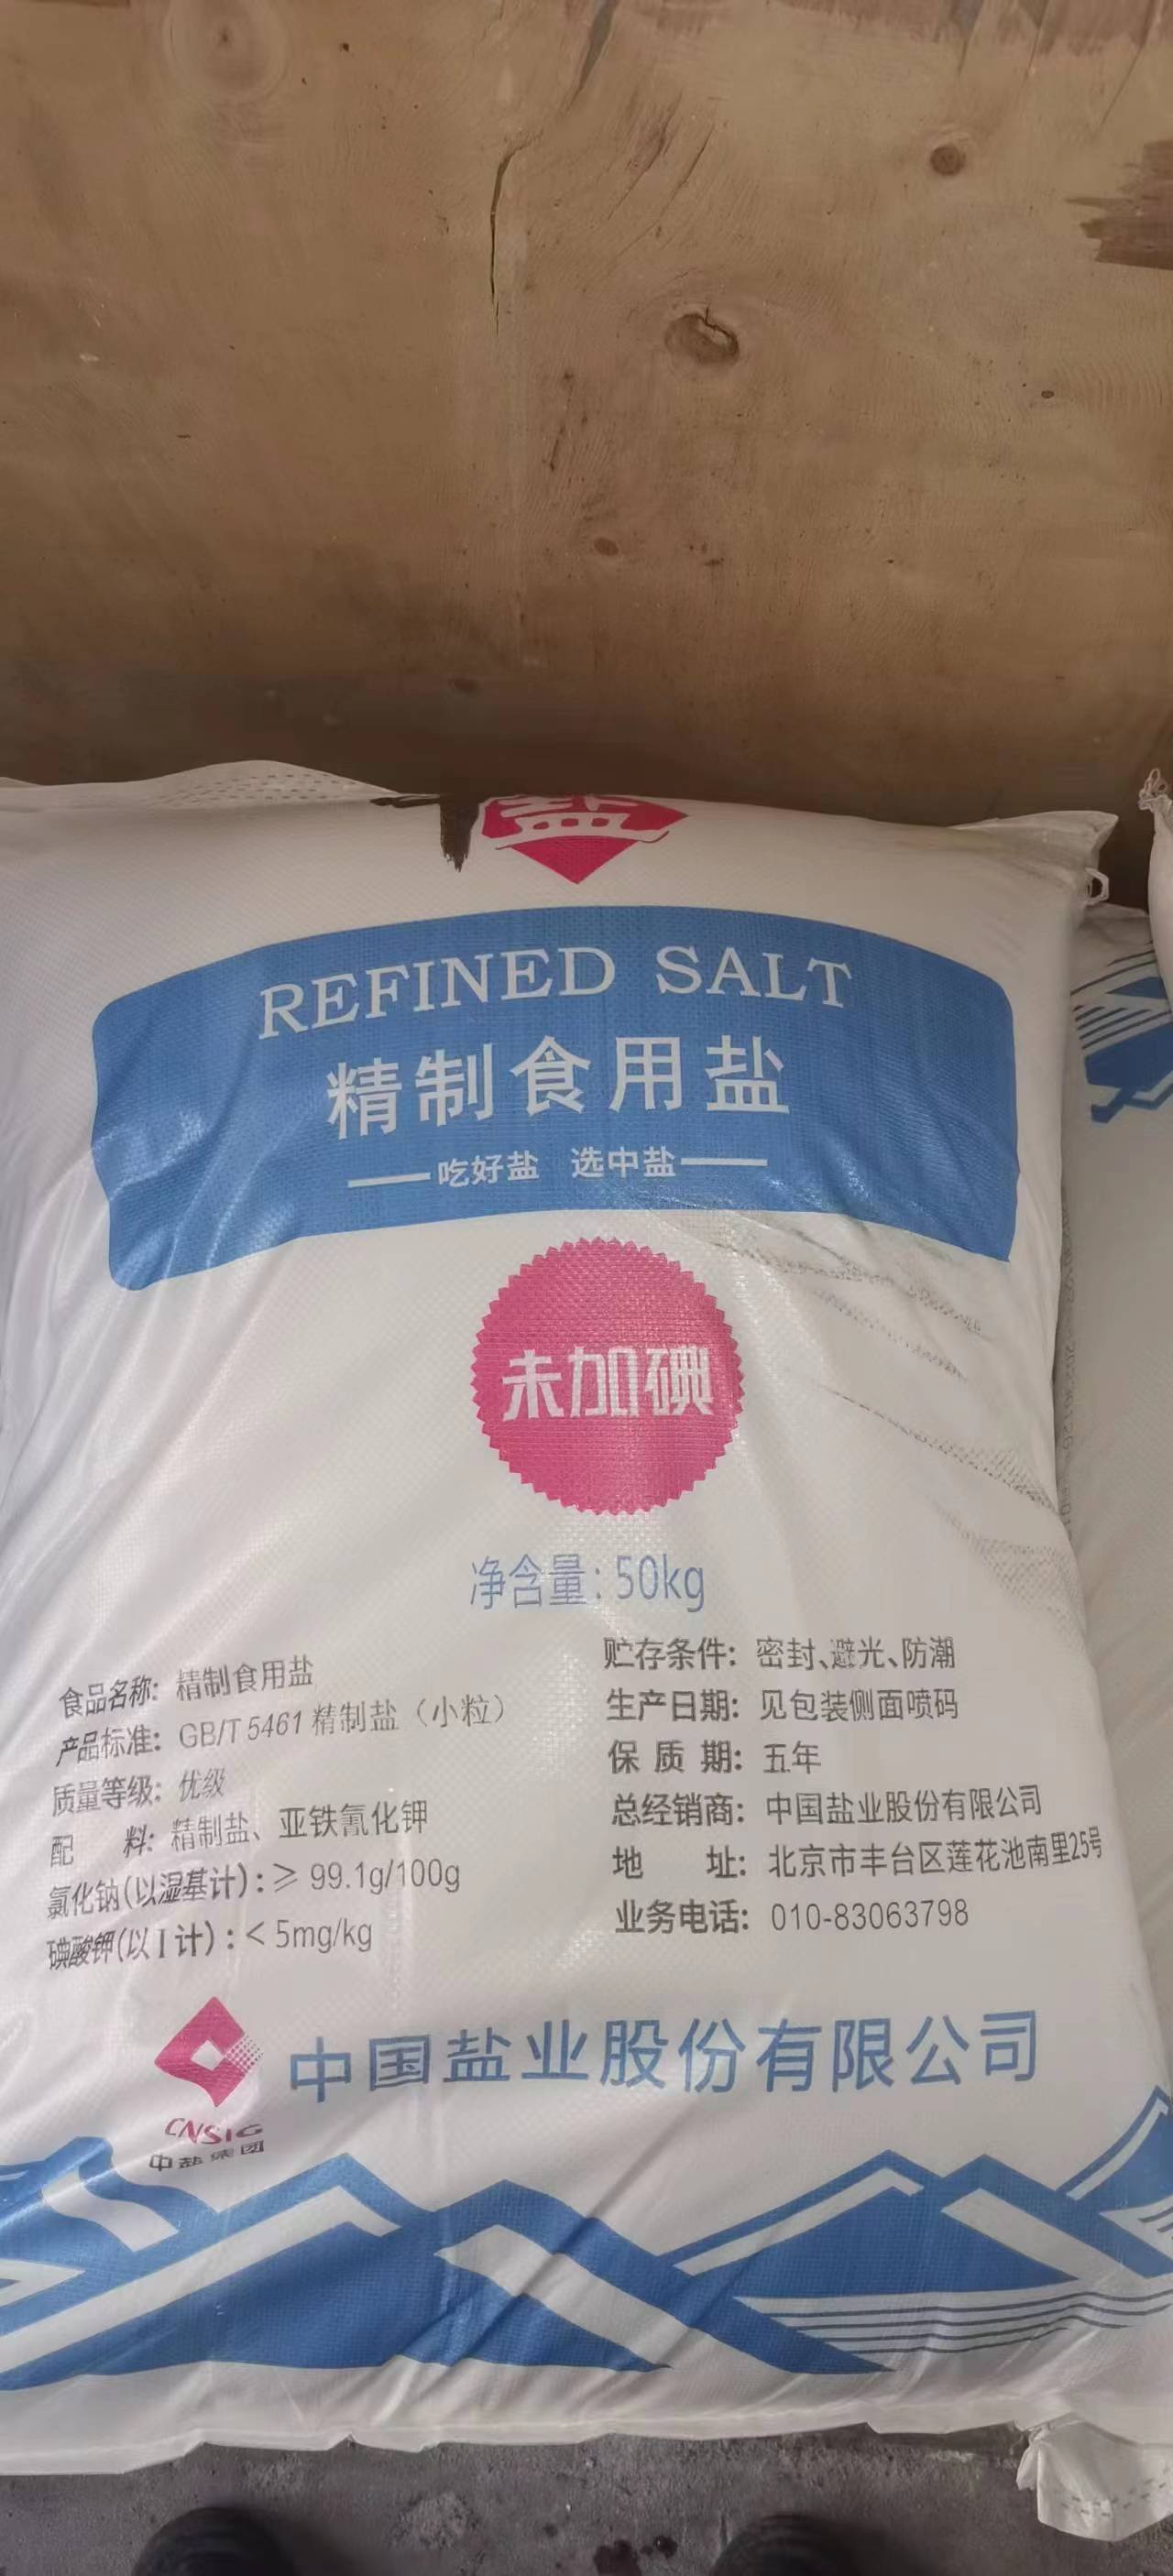 盐
REFINED SALT
精制食用盐
吃好盐 选中盐
未加碘
净含量: 50kg
食品名称: 精制食用盐
产品标准: GB/T 5461 精制盐（小粒）
质量等级: 优级
配 料: 精制盐、亚铁氰化钾
氯化钠(以湿基计): ≥ 99.1g/100g
碘酸钾(以I计): < 5mg/kg
贮存条件: 密封、避光、防潮
生产日期: 见包装侧面喷码
保 质 期: 五年
总经销商: 中国盐业股份有限公司
地 址: 北京市丰台区莲花池南里25号
业务电话: 010-83063798
中国盐业股份有限公司
CNSIG
中盐集团